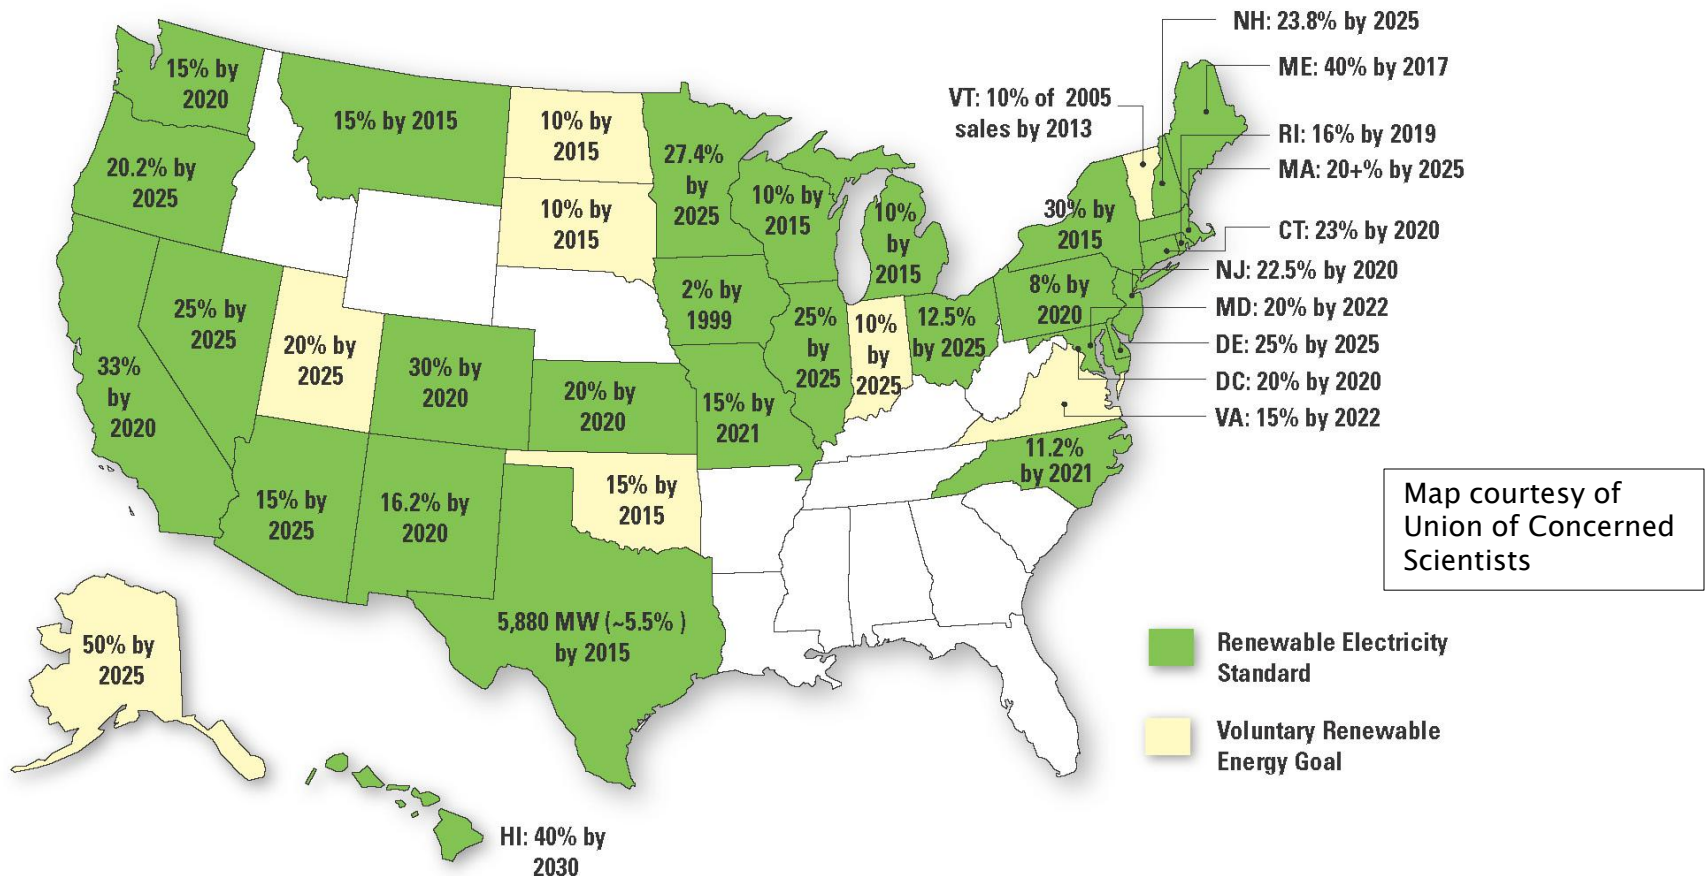 NH: 23.8% by 2025
ME: 40% by 2017
VT: 10% of 2005
sales by 2013
RI: 16% by 2019
MA: 20+% by 2025
CT: 23% by 2020
NJ: 22.5% by 2020
MD: 20% by 2022
DE: 25% by 2025
DC: 20% by 2020
VA: 15% by 2022
15% by
2020
15% by 2015
10% by
2015
27.4%
by
2025
20.2% by
2025
10% by
2015
10% by
2015
10%
by
2015
30% by
2015
2% by
1999
8% by
2020
25% by
2025
20% by
2025
25%
by
2025
10%
by
2025
12.5%
by 2025
33%
by
2020
30% by
2020
20% by
2020
15% by
2021
11.2%
by 2021
15% by
2025
16.2% by
2020
15% by
2015
5,880 MW (~5.5% )
by 2015
50% by
2025
HI: 40% by
2030
Map courtesy of
Union of Concerned
Scientists
Renewable Electricity
Standard
Voluntary Renewable
Energy Goal